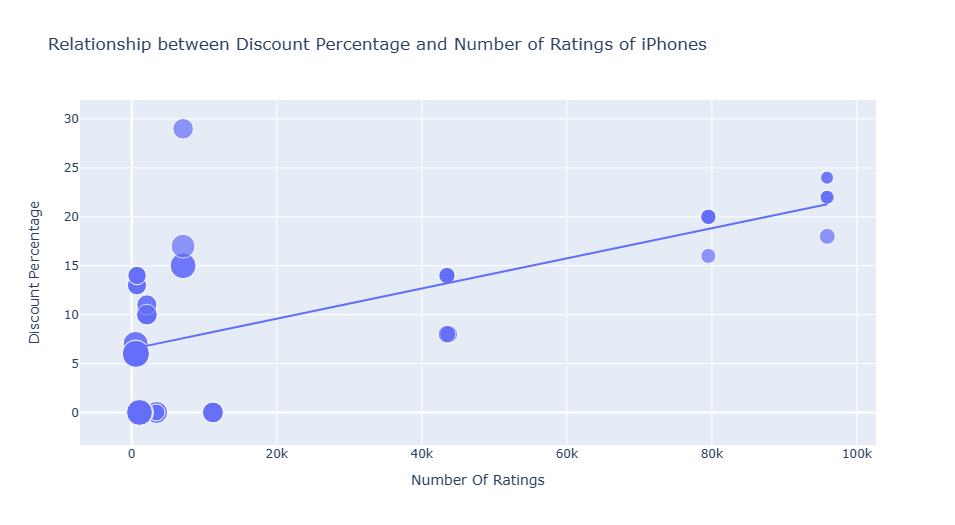 Relationship between Discount Percentage and Number of Ratings of iPhones
30
25
20
15
10
5
0
Discount Percentage
0 20k 40k 60k 80k 100k
Number Of Ratings